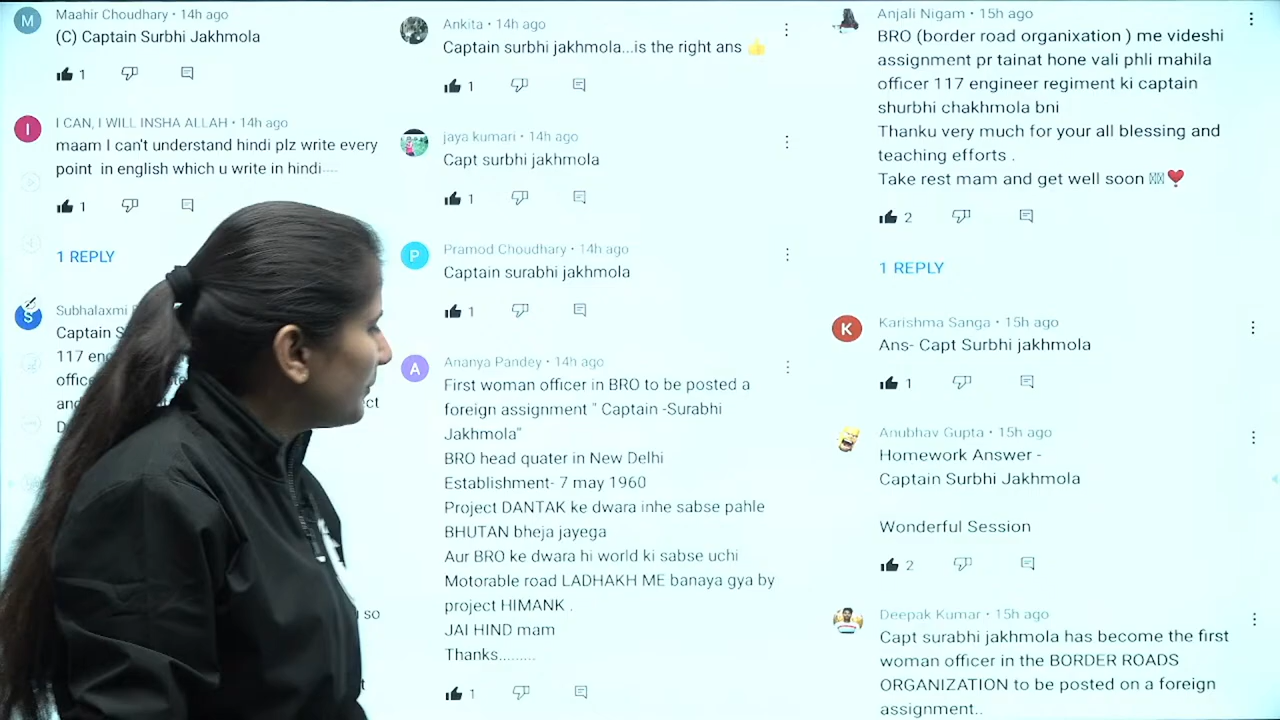 Maahir Choudhary • 14h ago
(C) Captain Surbhi Jakhmola
1
I CAN, I WILL INSHA ALLAH • 14h ago
maam I can't understand hindi plz write every
point in english which u write in hindi....
1
1 REPLY
Subhalaxmi
Captain S
117 eng
office
and
D
ct
so
t
Ankita • 14h ago
Captain surbhi jakhmola...is the right ans 👍
1
jaya kumari • 14h ago
Capt surbhi jakhmola
1
P
Pramod Choudhary • 14h ago
Captain surabhi jakhmola
1
A
Ananya Pandey • 14h ago
First woman officer in BRO to be posted a
foreign assignment " Captain -Surabhi
Jakhmola"
BRO head quater in New Delhi
Establishment- 7 may 1960
Project DANTAK ke dwara inhe sabse pahle
BHUTAN bheja jayega
Aur BRO ke dwara hi world ki sabse uchi
Motorable road LADHAKH ME banaya gya by
project HIMANK .
JAI HIND mam
Thanks.........
1
Anjali Nigam • 15h ago
BRO (border road organixation ) me videshi
assignment pr tainat hone vali phli mahila
officer 117 engineer regiment ki captain
shurbhi chakhmola bni
Thanku very much for your all blessing and
teaching efforts .
Take rest mam and get well soon ❤️
2
1 REPLY
K
Karishma Sanga • 15h ago
Ans- Capt Surbhi jakhmola
1
Anubhav Gupta • 15h ago
Homework Answer -
Captain Surbhi Jakhmola
Wonderful Session
2
Deepak Kumar • 15h ago
Capt surabhi jakhmola has become the first
woman officer in the BORDER ROADS
ORGANIZATION to be posted on a foreign
assignment..